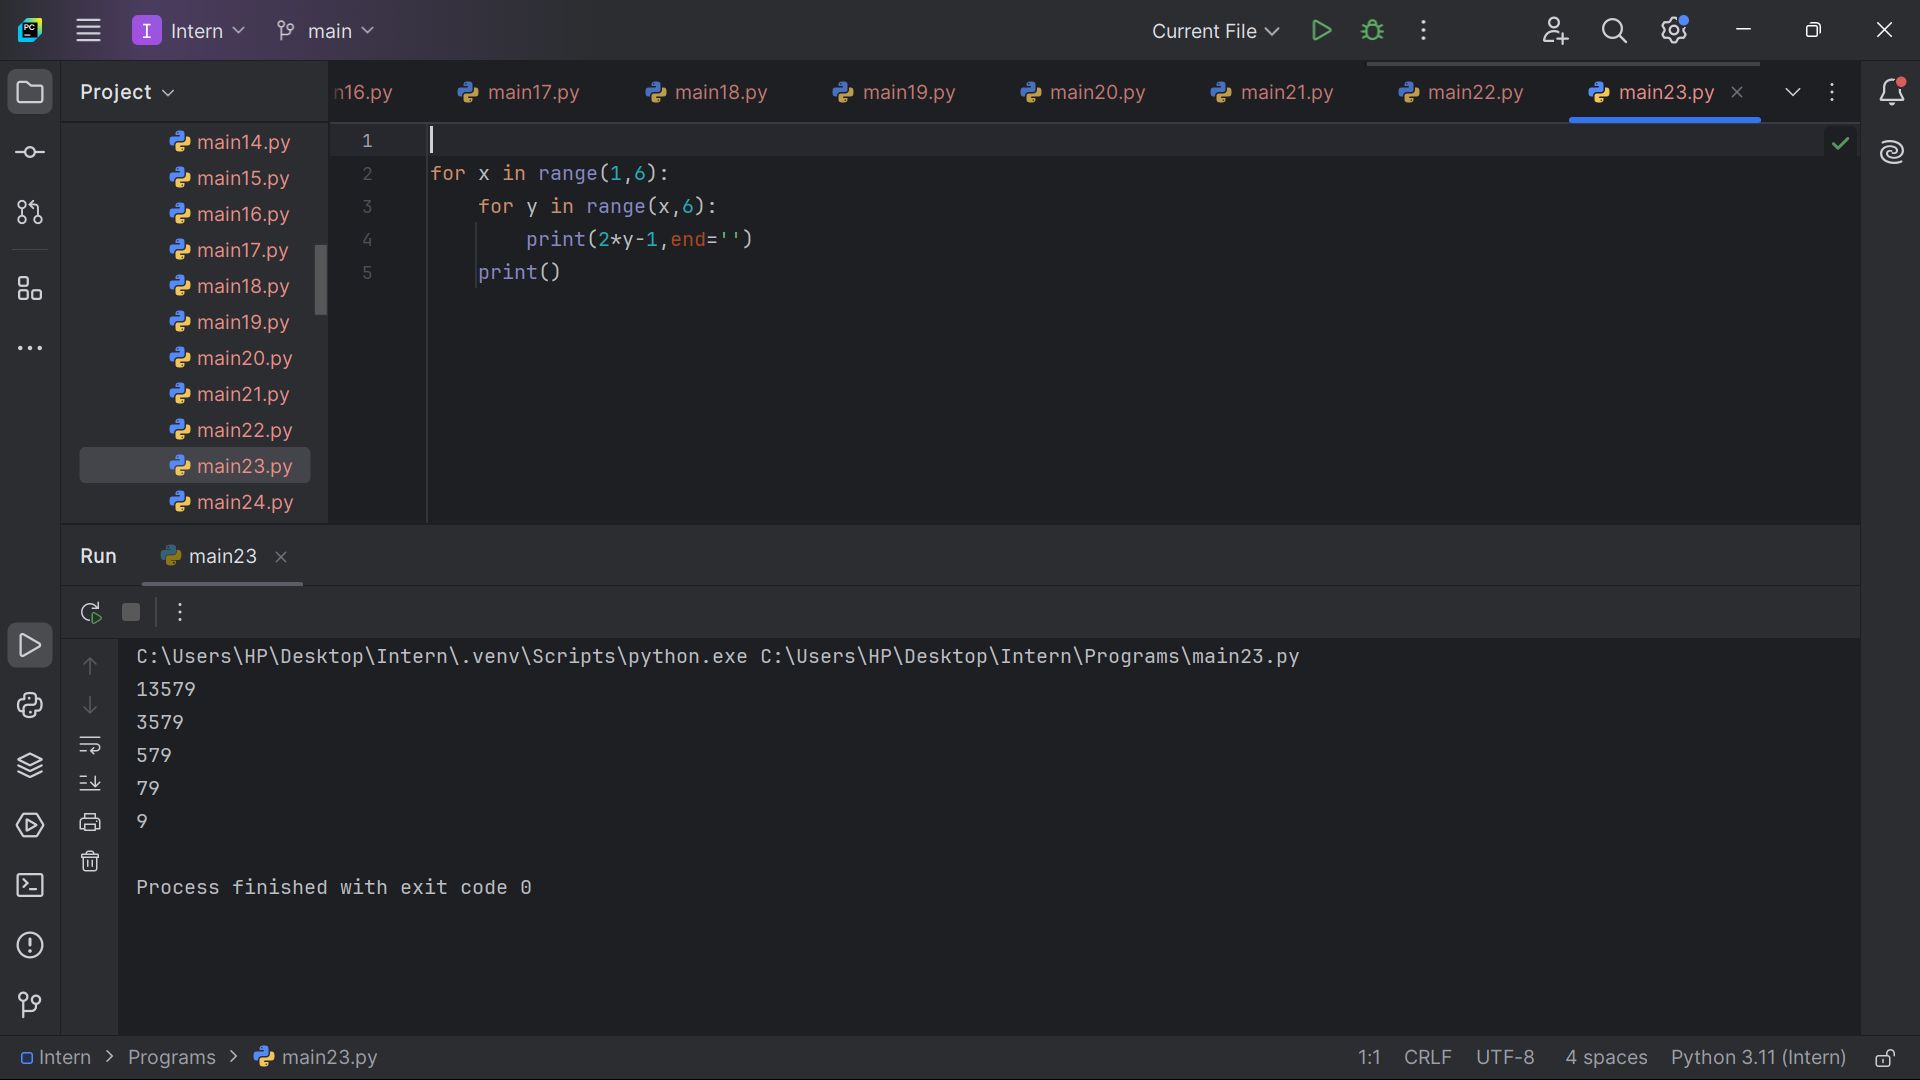 PC
I Intern main Current File
Project
n16.py main17.py main18.py main19.py main20.py main21.py main22.py main23.py
main14.py
main15.py
main16.py
main17.py
main18.py
main19.py
main20.py
main21.py
main22.py
main23.py
main24.py
1
2 for x in range(1,6):
3     for y in range(x,6):
4         print(2*y-1,end='')
5     print()
Run main23
C:\Users\HP\Desktop\Intern\.venv\Scripts\python.exe C:\Users\HP\Desktop\Intern\Programs\main23.py
13579
3579
579
79
9
Process finished with exit code 0
Intern > Programs > main23.py 1:1 CRLF UTF-8 4 spaces Python 3.11 (Intern)